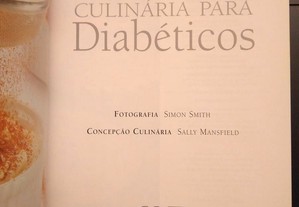 CULINÁRIA PARA
Diabéticos
FOTOGRAFIA SIMON SMITH
CONCEPÇÃO CULINÁRIA SALLY MANSFIELD